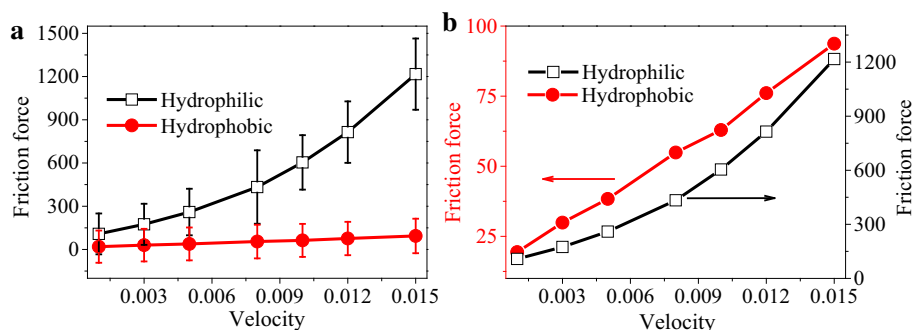 a
1500
1200
900
600
300
0
Friction force
Hydrophilic
Hydrophobic
0.003 0.006 0.009 0.012 0.015
Velocity
b
100
75
50
25
Friction force
Hydrophilic
Hydrophobic
1200
900
600
300
0
Friction force
0.003 0.006 0.009 0.012 0.015
Velocity